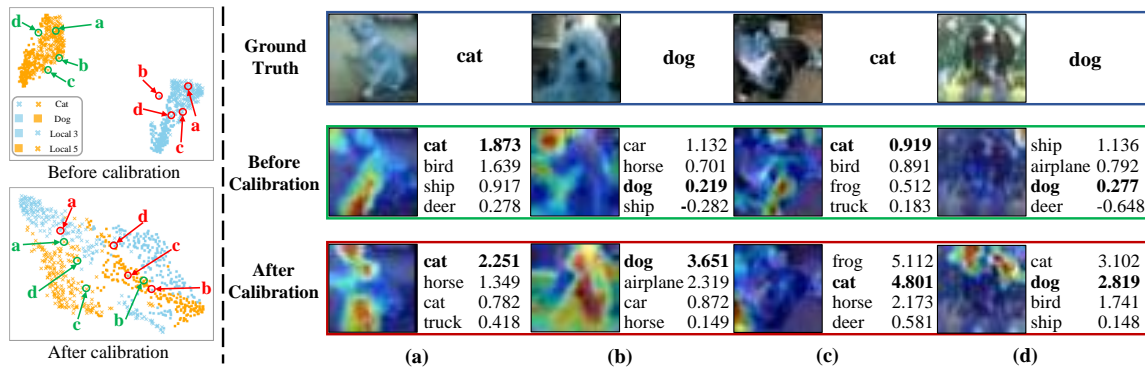 d
a
b
c
b
d
a
c
Cat
Dog
Local 3
Local 5
Before calibration
a
d
a
c
d
b
c
b
After calibration
Ground
Truth
cat
dog
cat
dog
Before
Calibration
cat 1.873
bird 1.639
ship 0.917
deer 0.278
car 1.132
horse 0.701
dog 0.219
ship -0.282
cat 0.919
bird 0.891
frog 0.512
truck 0.183
ship 1.136
airplane 0.792
dog 0.277
deer -0.648
After
Calibration
cat 2.251
horse 1.349
cat 0.782
truck 0.418
dog 3.651
airplane 2.319
car 0.872
horse 0.149
frog 5.112
cat 4.801
horse 2.173
deer 0.581
cat 3.102
dog 2.819
bird 1.741
ship 0.148
(a)
(b)
(c)
(d)